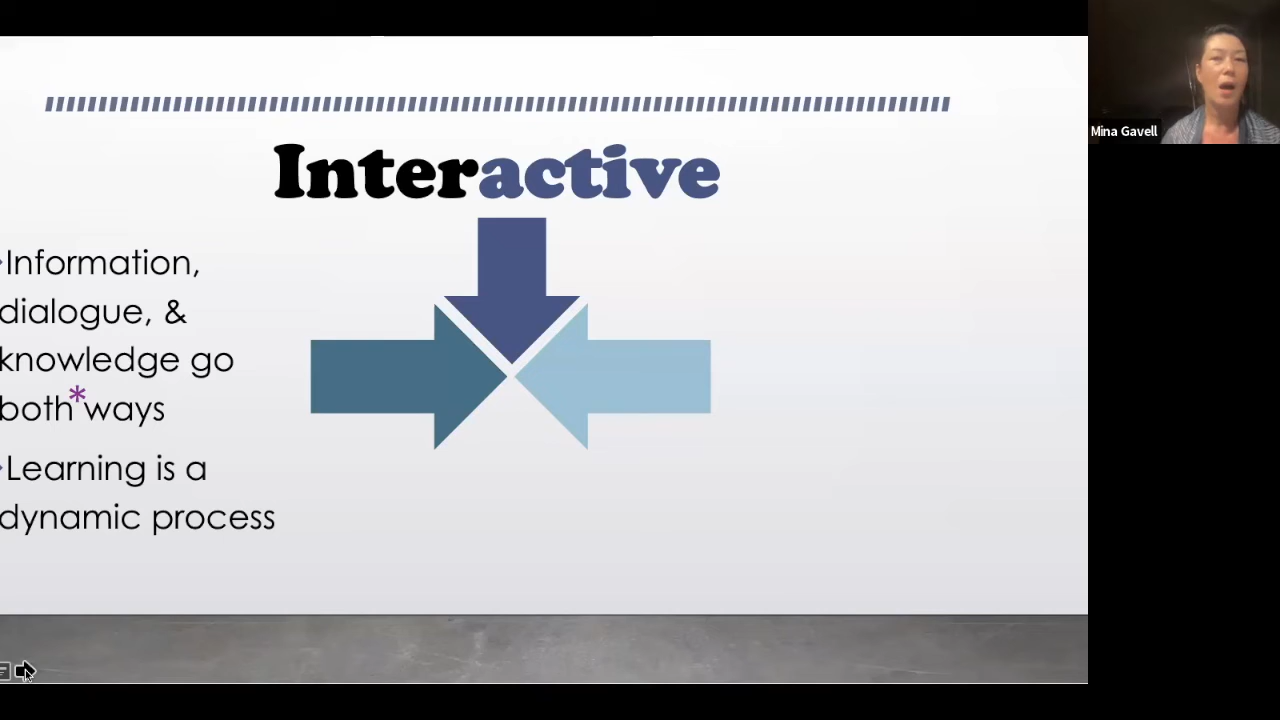 Interactive
Information,
dialogue, &
knowledge go
both*ways
Learning is a
dynamic process
Mina Gavell